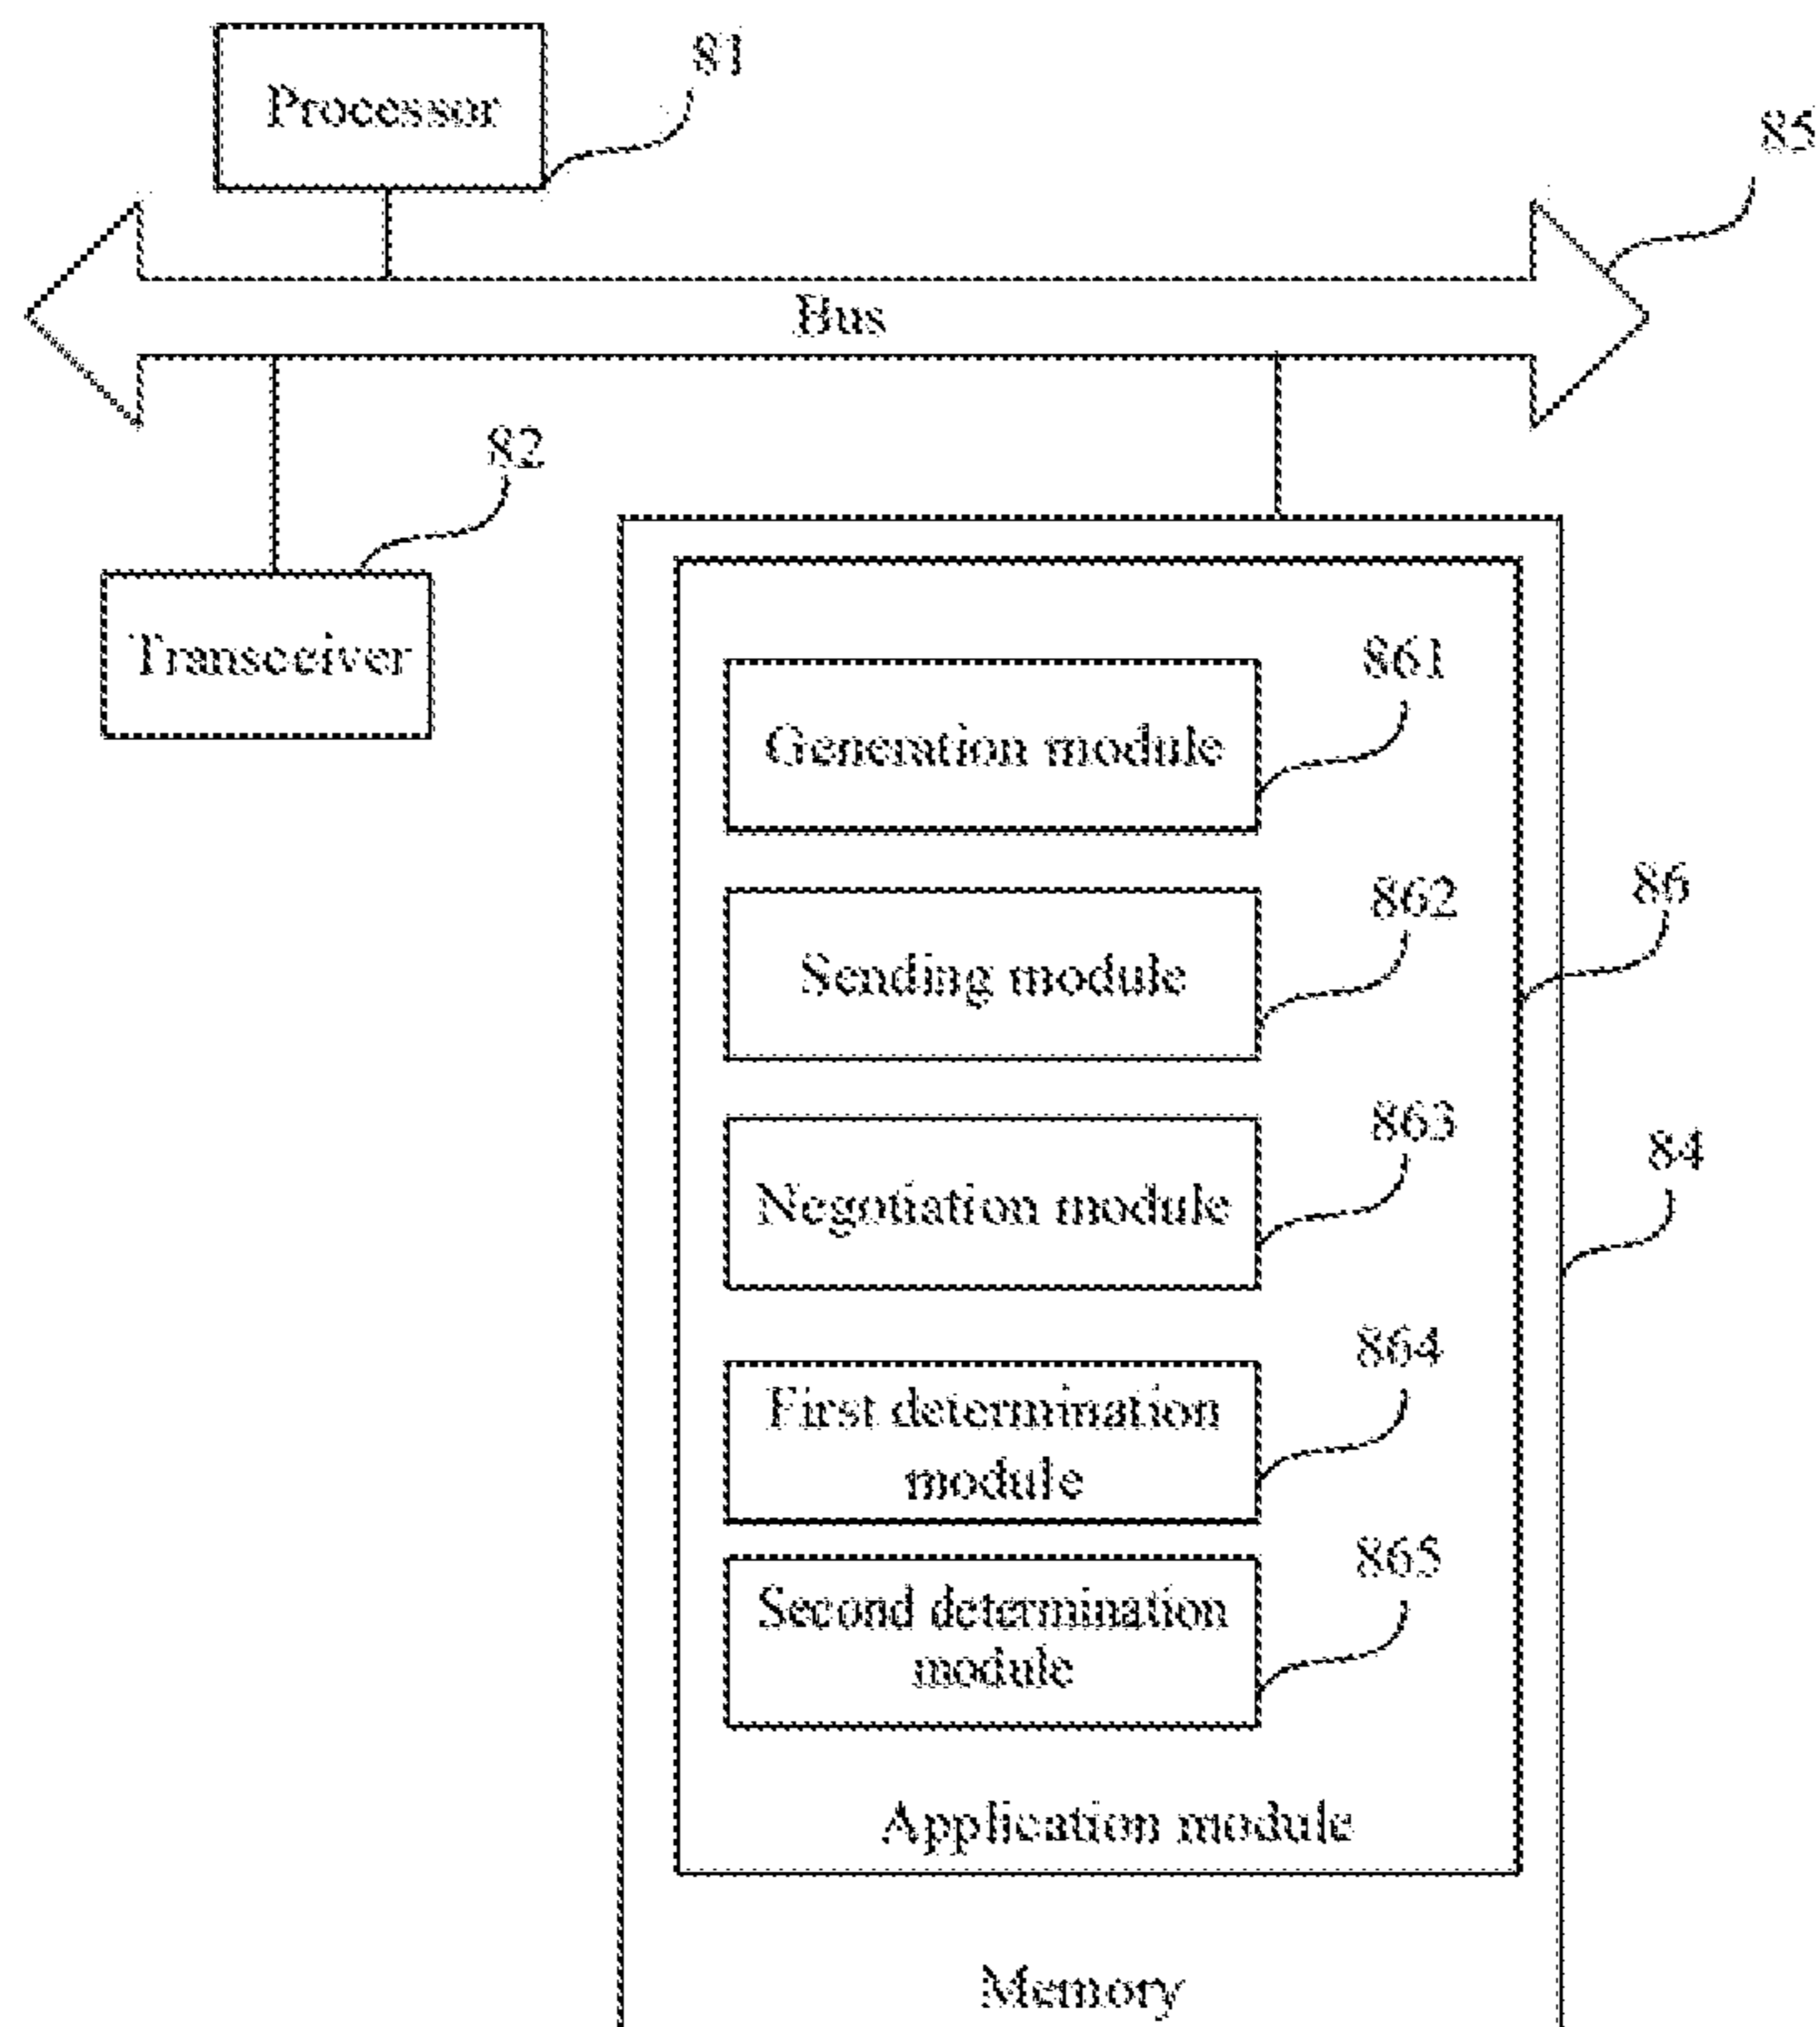 Processor
81
85
Bus
82
Transceiver
861
Generation module
862
86
Sending module
863
84
Negotiation module
864
First determination
module
865
Second determination
module
Application module
Memory